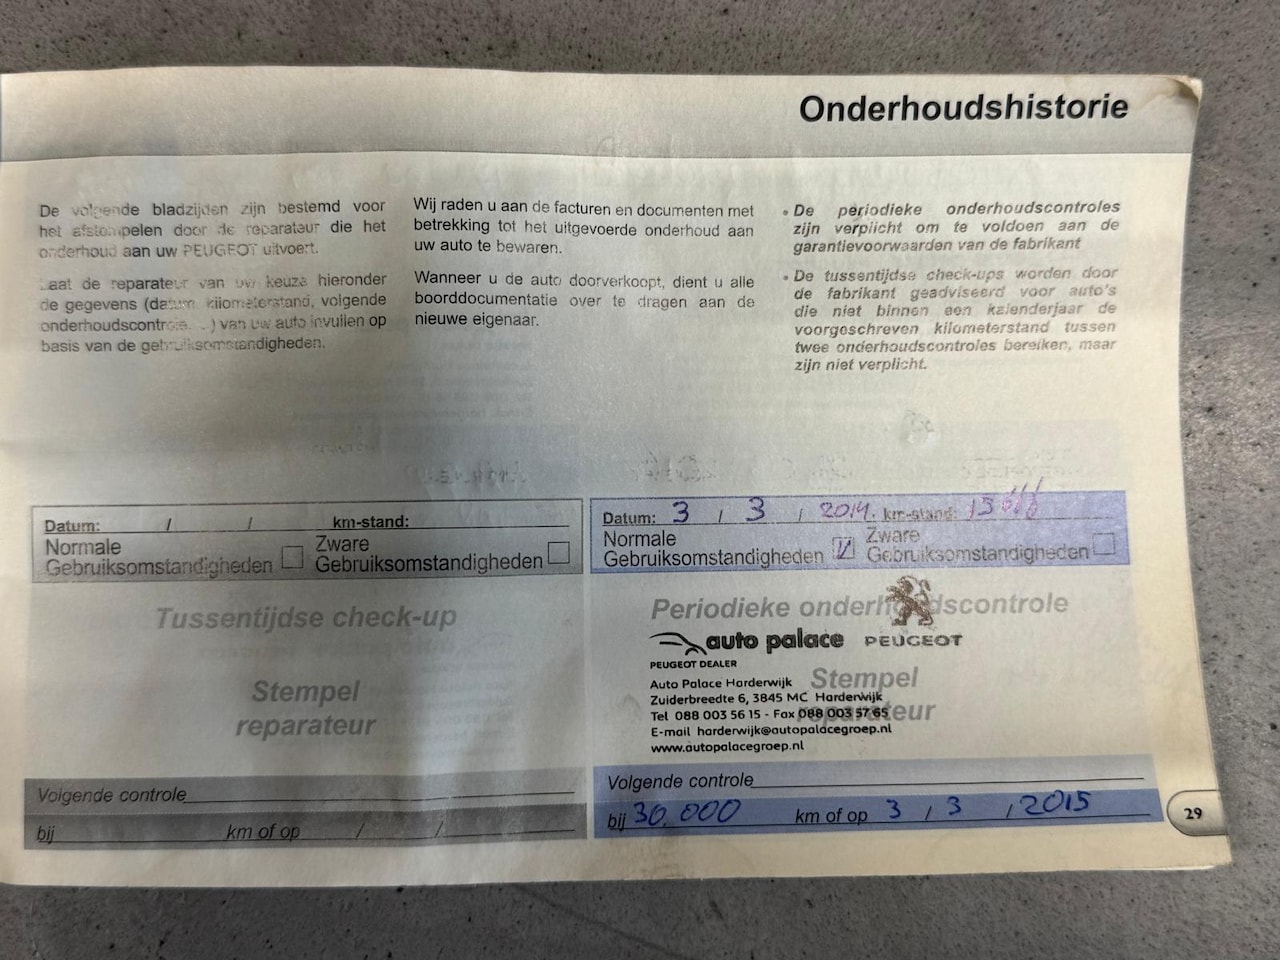 Onderhoudshistorie
De volgende bladzijden zijn bestemd voor
het afstempelen door de reparateur die het
onderhoud aan uw PEUGEOT uitvoert.
Laat de reparateur van uw keuze hieronder
de gegevens (datum, kilometerstand, volgende
onderhoudscontrole...) van uw auto invullen op
basis van de gebruiksomstandigheden.
Wij raden u aan de facturen en documenten met
betrekking tot het uitgevoerde onderhoud aan
uw auto te bewaren.
Wanneer u de auto doorverkoopt, dient u alle
boorddocumentatie over te dragen aan de
nieuwe eigenaar.
• De periodieke onderhoudscontroles
zijn verplicht om te voldoen aan de
garantievoorwaarden van de fabrikant
• De tussentijdse check-ups worden door
de fabrikant geadviseerd voor auto's
die niet binnen een kalenderjaar de
voorgeschreven kilometerstand tussen
twee onderhoudscontroles bereiken, maar
zijn niet verplicht.
Datum: / / km-stand:
Normale
Gebruiksomstandigheden
Zware
Gebruiksomstandigheden
Tussentijdse check-up
Stempel
reparateur
Volgende controle
bij km of op / /
Datum: 3 / 3 / 2014. km-stand:
Normale
Gebruiksomstandigheden
Zware
Gebruiksomstandigheden
Periodieke onderhoudscontrole
auto palace PEUGEOT
PEUGEOT DEALER
Stempel
reparateur
Auto Palace Harderwijk
Zuiderbreedte 6, 3845 MC Harderwijk
Tel 088 003 56 15 - Fax 088 003 57 65
E-mail harderwijk@autopalacegroep.nl
www.autopalacegroep.nl
Volgende controle
bij 30.000 km of op 3 / 3 / 2015
29